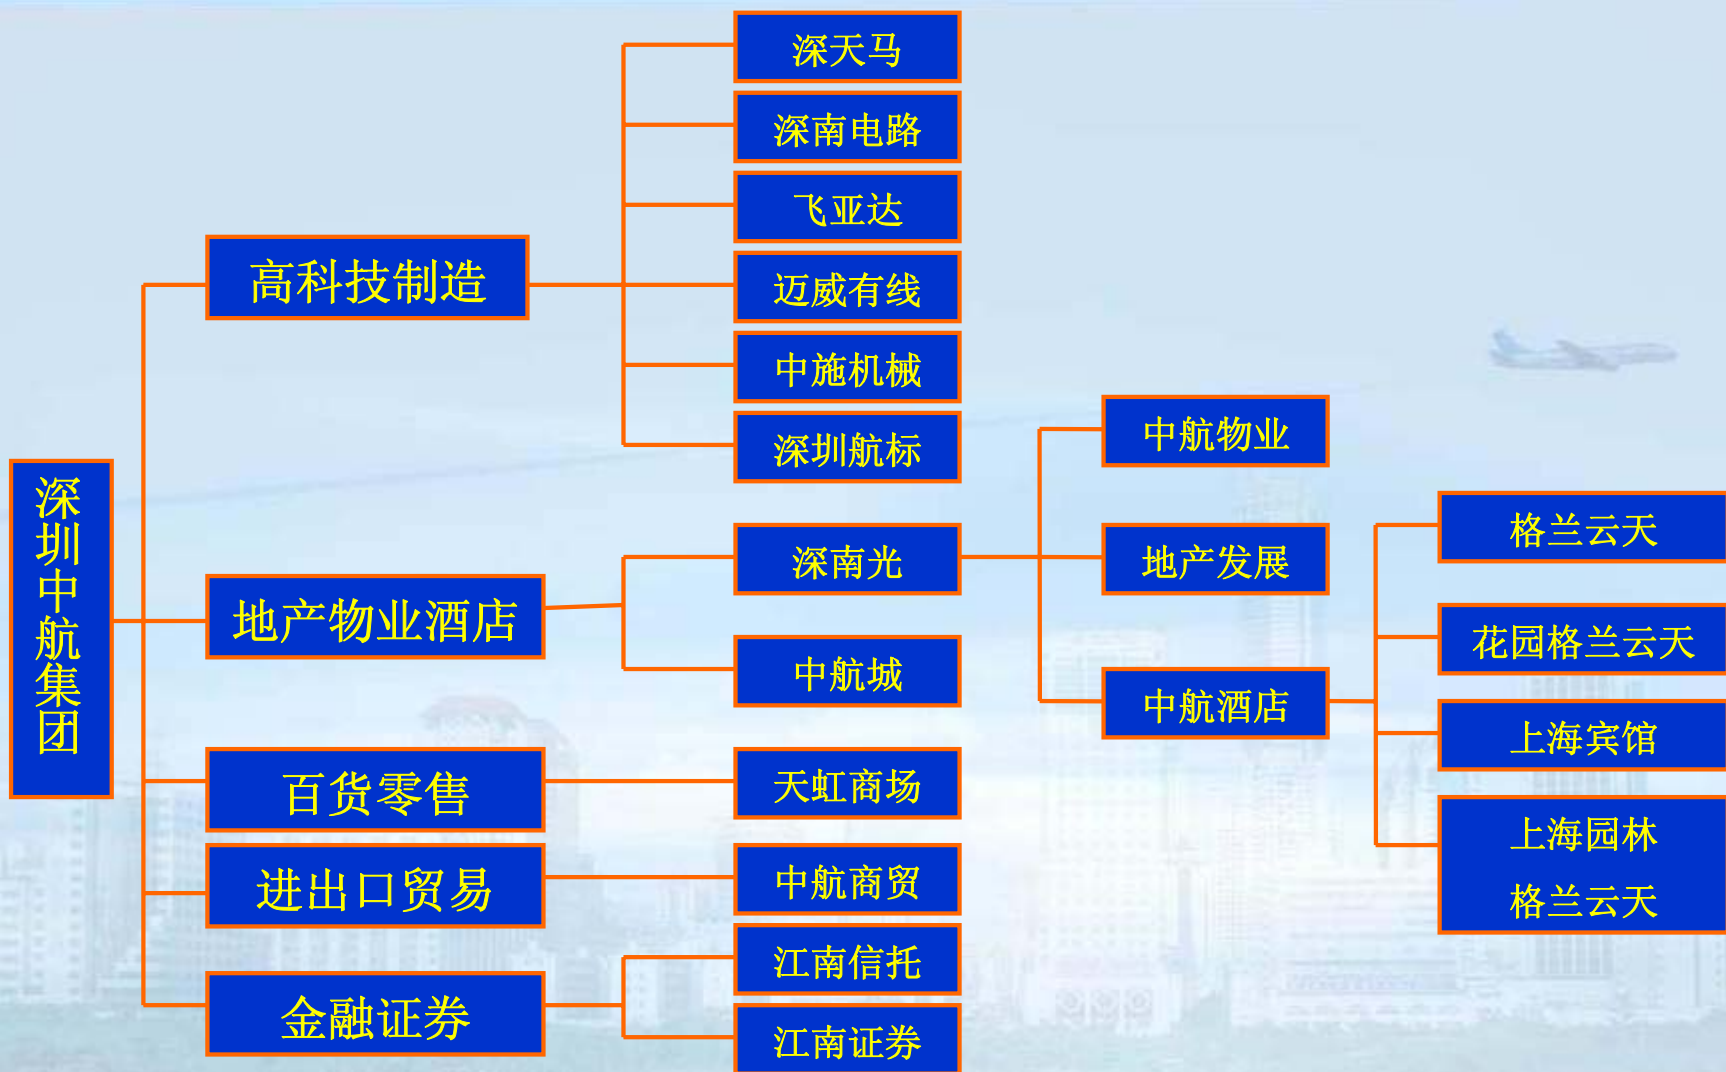 深圳中航集团
高科技制造
深天马
深南电路
飞亚达
迈威有线
中施机械
深圳航标
地产物业酒店
深南光
中航物业
地产发展
中航酒店
格兰云天
花园格兰云天
上海宾馆
上海园林
格兰云天
中航城
百货零售
天虹商场
进出口贸易
中航商贸
金融证券
江南信托
江南证券